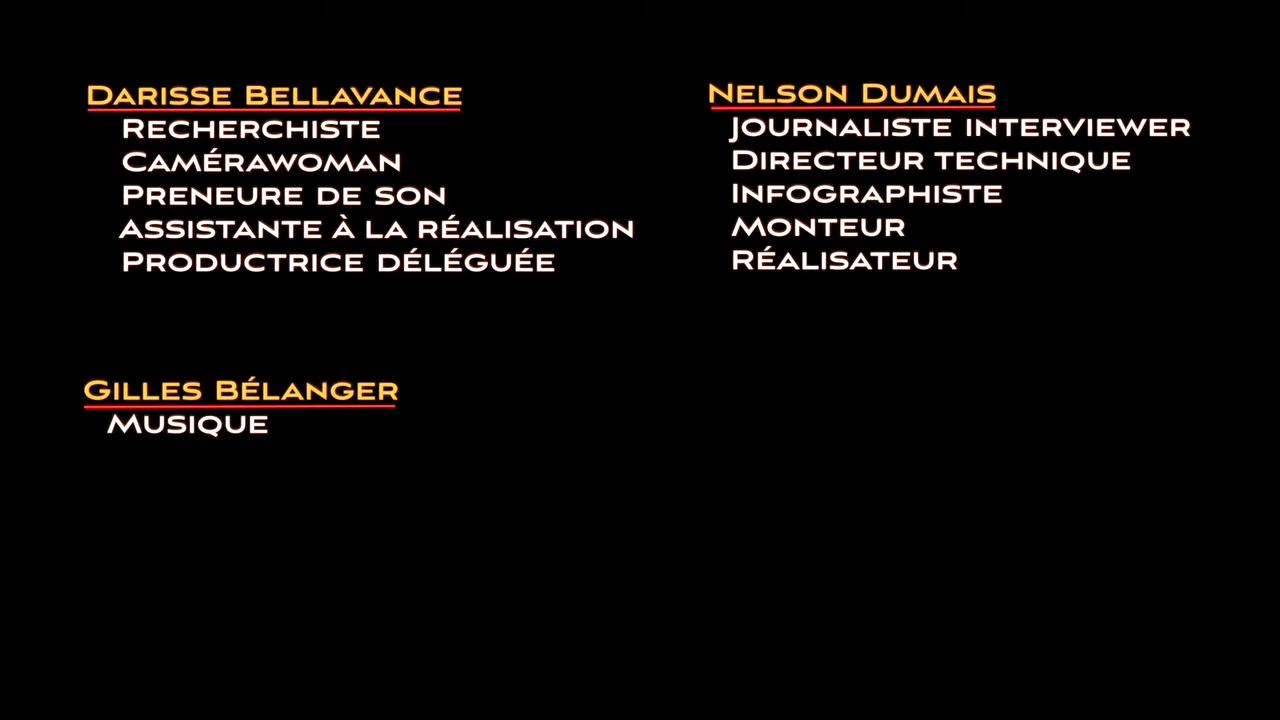 Darisse Bellavance
Recherchiste
Camérawoman
Preneure de son
Assistante à la réalisation
Productrice déléguée
Nelson Dumais
Journaliste interviewer
Directeur technique
Infographiste
Monteur
Réalisateur
Gilles Bélanger
Musique